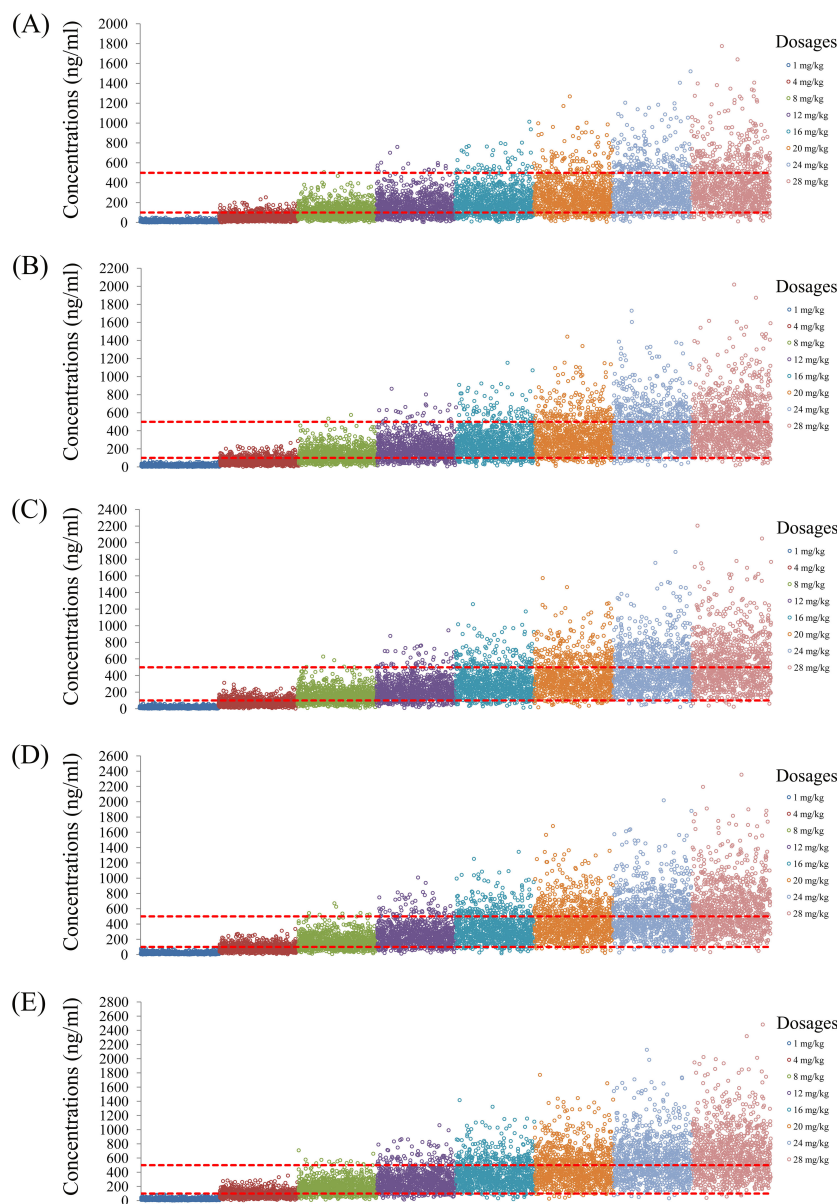 (A)
Concentrations (ng/ml)
2000
1800
1600
1400
1200
1000
800
600
400
200
0
Dosages
1 mg/kg
4 mg/kg
8 mg/kg
12 mg/kg
16 mg/kg
20 mg/kg
24 mg/kg
28 mg/kg
(B)
Concentrations (ng/ml)
2200
2000
1800
1600
1400
1200
1000
800
600
400
200
0
Dosages
1 mg/kg
4 mg/kg
8 mg/kg
12 mg/kg
16 mg/kg
20 mg/kg
24 mg/kg
28 mg/kg
(C)
Concentrations (ng/ml)
2400
2200
2000
1800
1600
1400
1200
1000
800
600
400
200
0
Dosages
1 mg/kg
4 mg/kg
8 mg/kg
12 mg/kg
16 mg/kg
20 mg/kg
24 mg/kg
28 mg/kg
(D)
Concentrations (ng/ml)
2600
2400
2200
2000
1800
1600
1400
1200
1000
800
600
400
200
0
Dosages
1 mg/kg
4 mg/kg
8 mg/kg
12 mg/kg
16 mg/kg
20 mg/kg
24 mg/kg
28 mg/kg
(E)
Concentrations (ng/ml)
2800
2600
2400
2200
2000
1800
1600
1400
1200
1000
800
600
400
200
0
Dosages
1 mg/kg
4 mg/kg
8 mg/kg
12 mg/kg
16 mg/kg
20 mg/kg
24 mg/kg
28 mg/kg